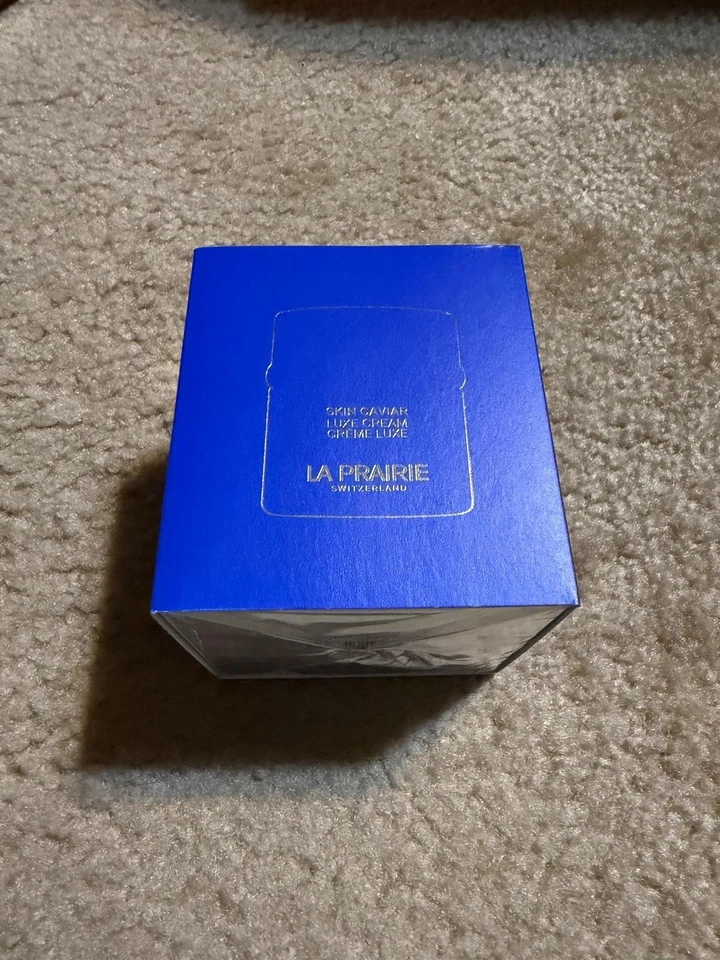 SKIN CAVIAR
LUXE CREAM
CRÈME LUXE
LA PRAIRIE
SWITZERLAND